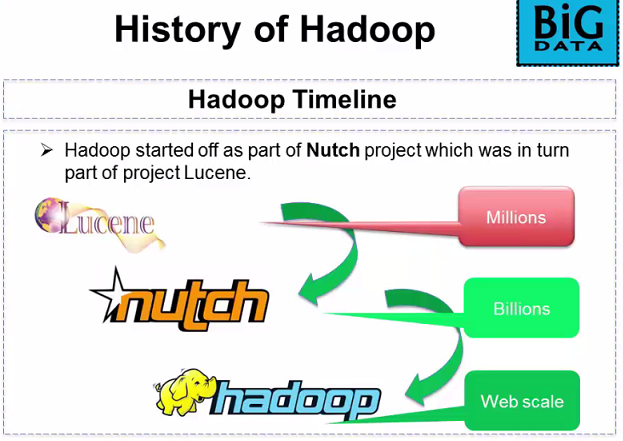 History of Hadoop
BiG
DATA
Hadoop Timeline
➢ Hadoop started off as part of Nutch project which was in turn
part of project Lucene.
Lucene
Millions
nutch
Billions
hadoop
Web scale